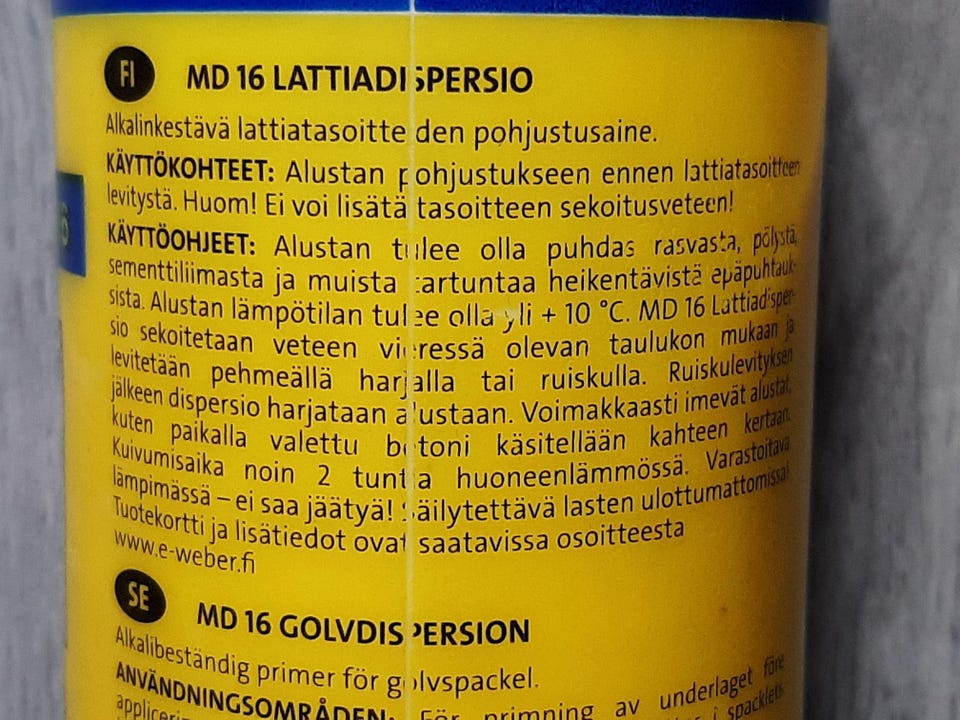 FI MD 16 LATTIADISPERSIO
Alkalinkestävä lattiatasoitteiden pohjustusaine.
KÄYTTÖKOHTEET: Alustan pohjustukseen ennen lattiatasoitteen
levitystä. Huom! Ei voi lisätä tasoitteen sekoitusveteen!
KÄYTTÖOHJEET: Alustan tulee olla puhdas rasvasta, pölystä,
sementtiliimasta ja muista tartuntaa heikentävistä epäpuhtauk-
sista. Alustan lämpötilan tulee olla yli + 10 °C. MD 16 Lattiadisper-
sio sekoitetaan veteen vieressä olevan taulukon mukaan ja
levitetään pehmeällä harjalla tai ruiskulla. Ruiskulevityksen
jälkeen dispersio harjataan alustaan. Voimakkaasti imevät alustat,
kuten paikalla valettu betoni käsitellään kahteen kertaan.
Kuivumisaika noin 2 tuntia huoneenlämmössä. Varastoitava
lämpimässä – ei saa jäätyä! Säilytettävä lasten ulottumattomissa!
Tuotekortti ja lisätiedot ovat saatavissa osoitteesta
www.e-weber.fi
SE MD 16 GOLVDISPERSION
Alkalibeständig primer för golvspackel.
ANVÄNDNINGSOMRÅDEN: För primning av underlaget före
i spacklets